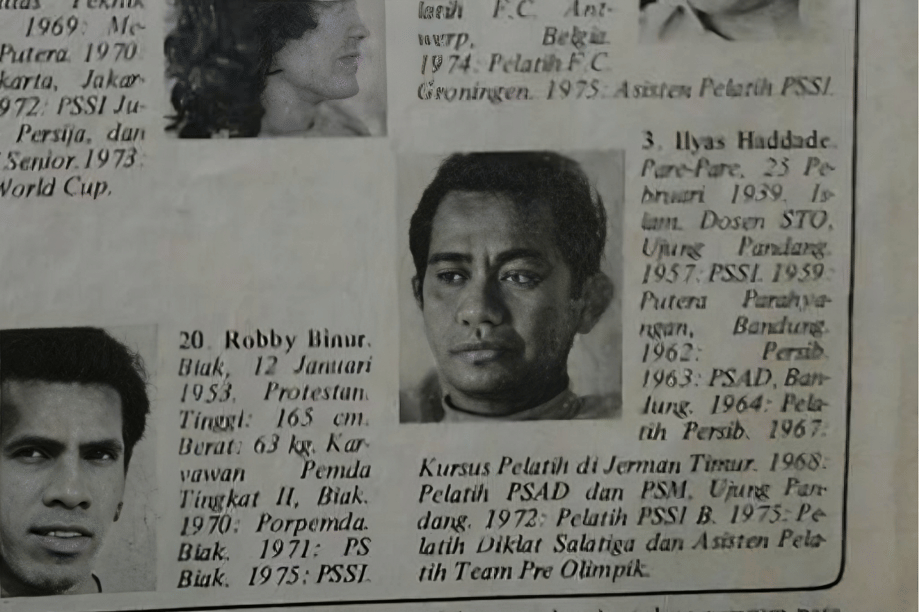 1969: Me-
Putera. 1970
karta, Jakar-
972: PSSI Ju-
Persija, dan
Senior. 1973:
World Cup.
20. Robby Binur.
Biak, 12 Januari
1953. Protestan.
Tinggi: 165 cm.
Berat: 63 kg. Kar-
yawan Pemda
Tingkat II, Biak.
1970: Porpemda.
Biak. 1971: PS
Biak. 1975: PSSI.
latih F.C. Ant-
werp, Belgia.
1974: Pelatih F.C.
Groningen. 1975: Asisten Pelatih PSSI.
3. Ilyas Haddade.
Pare-Pare, 25 Pe-
bruari 1939. Is-
lam. Dosen STO,
Ujung Pandang.
1957: PSSI. 1959:
Putera Parahya-
ngan, Bandung.
1962: Persib.
1963: PSAD, Ban-
dung. 1964: Pela-
tih Persib. 1967:
Kursus Pelatih di Jerman Timur. 1968:
Pelatih PSAD dan PSM, Ujung Pan-
dang. 1972: Pelatih PSSI B. 1975: Pe-
latih Diklat Salatiga dan Asisten Pela-
tih Team Pre Olimpik.